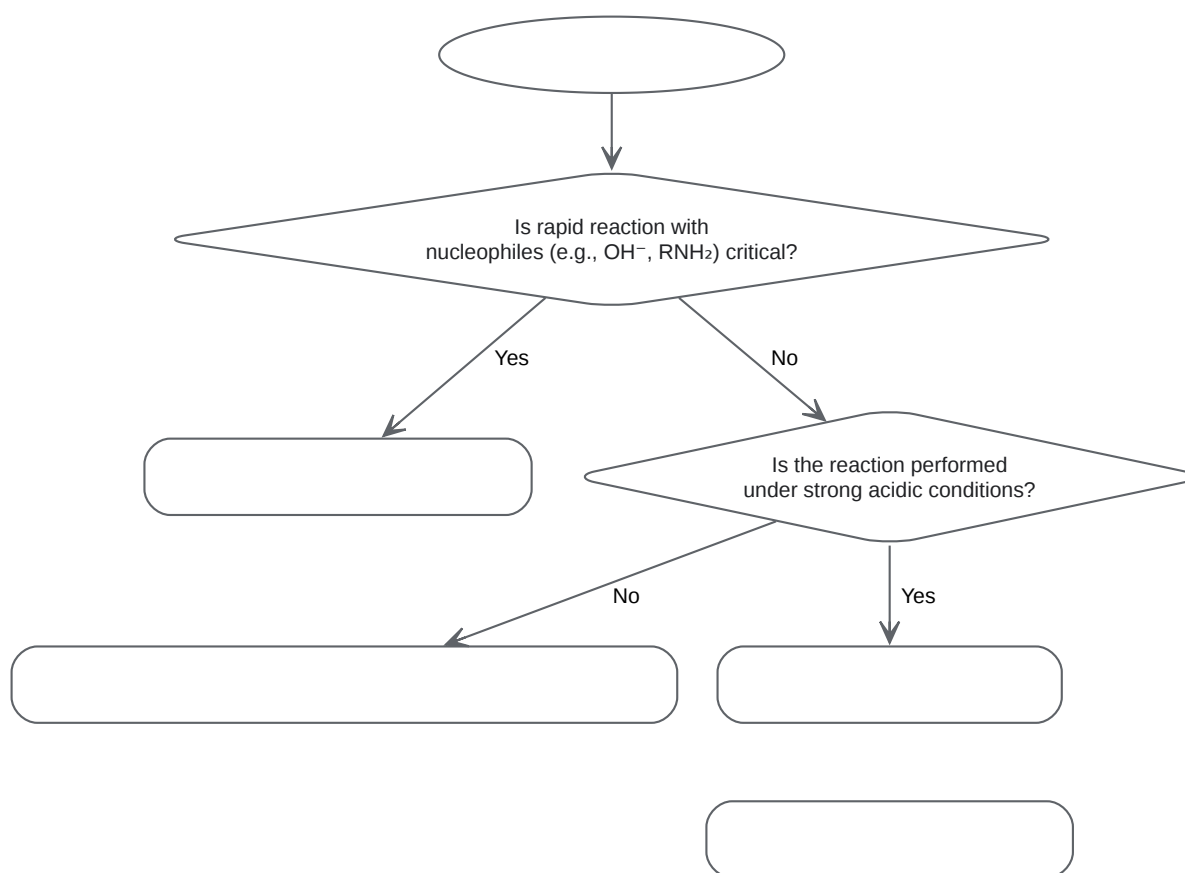 Is rapid reaction with
nucleophiles (e.g., OH⁻, RNH₂) critical?
Yes
No
Is the reaction performed
under strong acidic conditions?
No
Yes